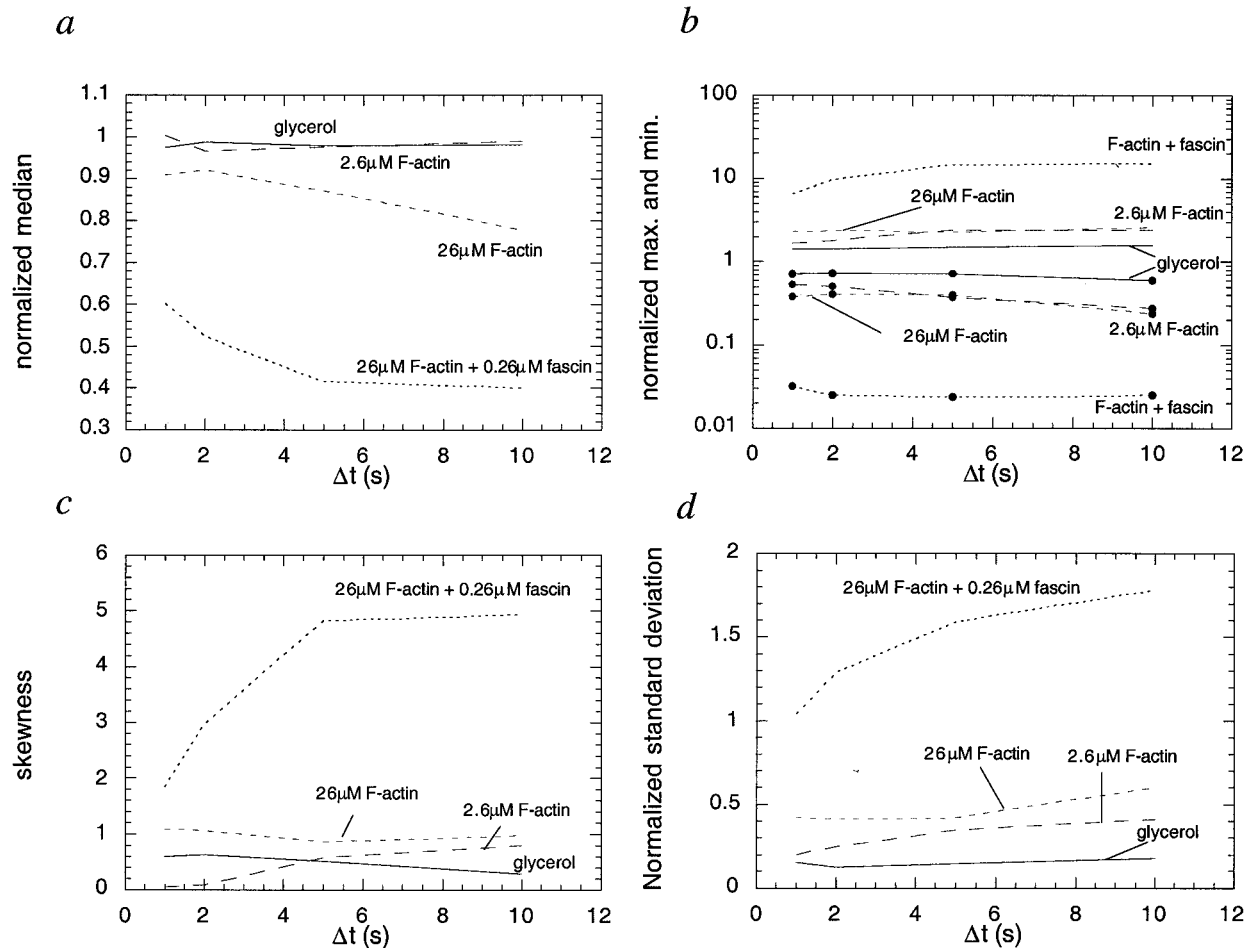 a
normalized median
1.1
1
0.9
0.8
0.7
0.6
0.5
0.4
0.3
glycerol
2.6μM F-actin
26μM F-actin
26μM F-actin + 0.26μM fascin
0 2 4 6 8 10 12
Δt (s)
b
normalized max. and min.
100
10
1
0.1
0.01
F-actin + fascin
26μM F-actin
2.6μM F-actin
glycerol
26μM F-actin
2.6μM F-actin
F-actin + fascin
0 2 4 6 8 10 12
Δt (s)
c
skewness
6
5
4
3
2
1
0
26μM F-actin + 0.26μM fascin
26μM F-actin
2.6μM F-actin
glycerol
0 2 4 6 8 10 12
Δt (s)
d
Normalized standard deviation
2
1.5
1
0.5
0
26μM F-actin + 0.26μM fascin
26μM F-actin
2.6μM F-actin
glycerol
0 2 4 6 8 10 12
Δt (s)